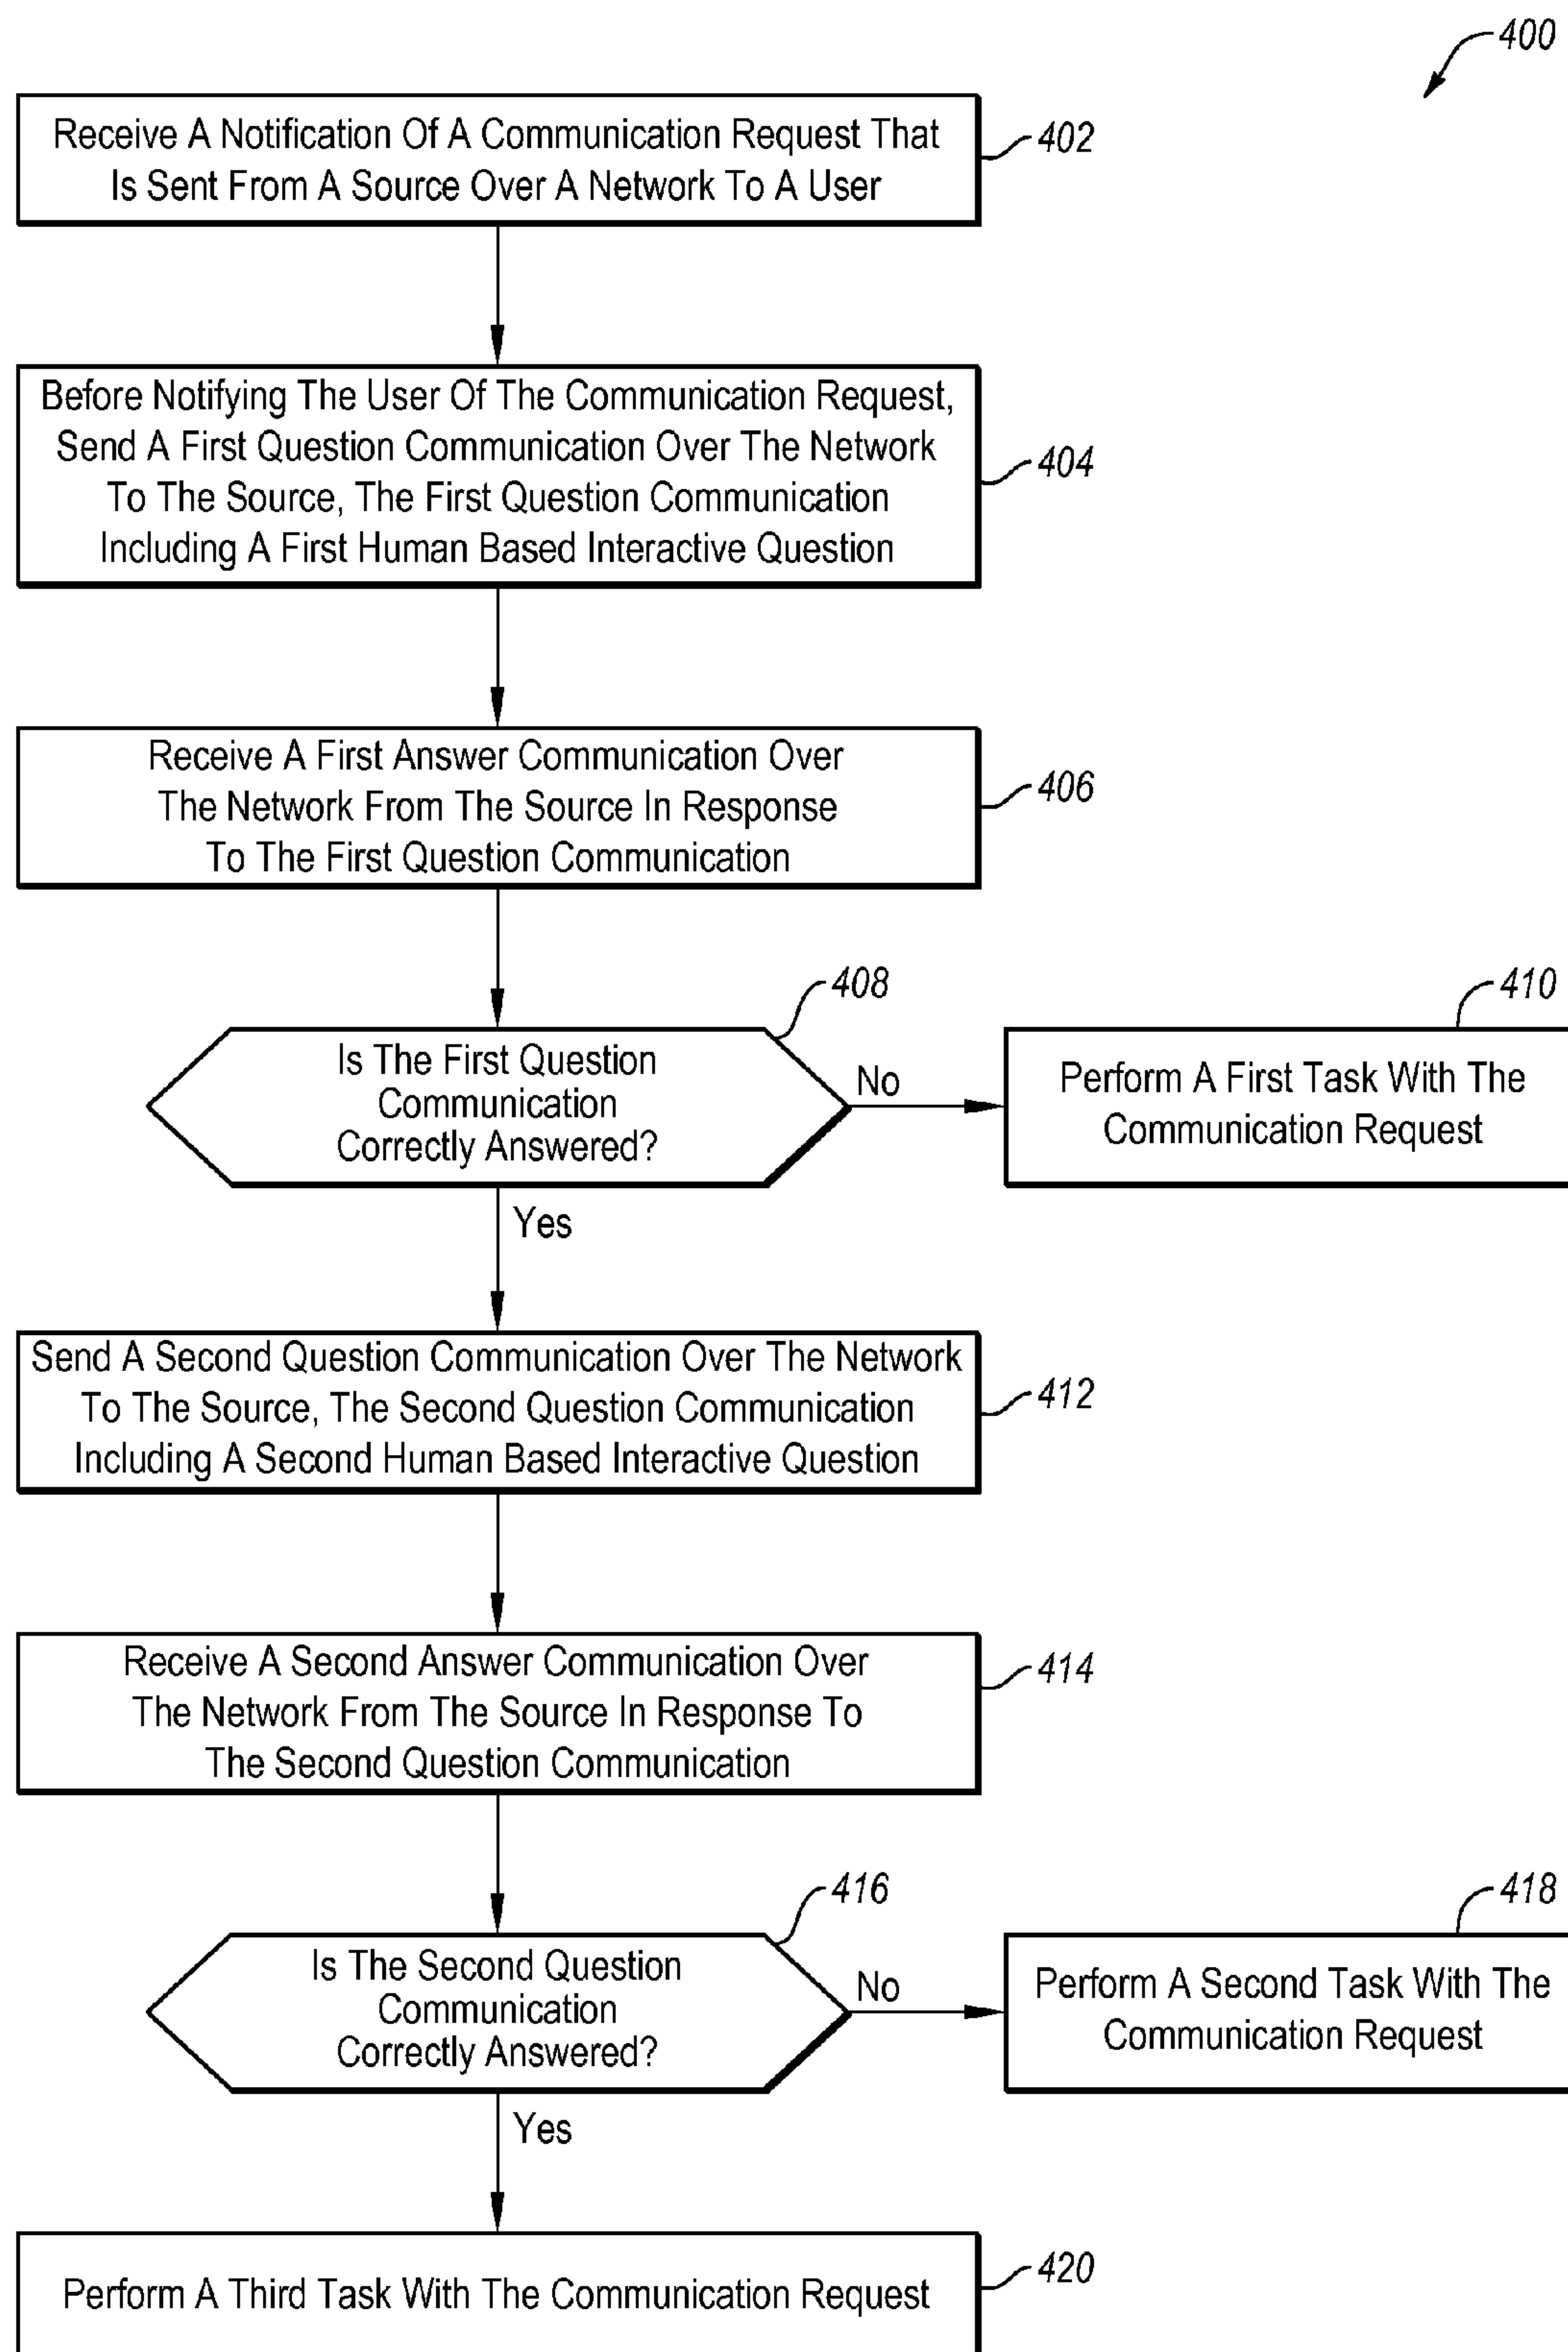 400
Receive A Notification Of A Communication Request That
Is Sent From A Source Over A Network To A User
402
Before Notifying The User Of The Communication Request,
Send A First Question Communication Over The Network
To The Source, The First Question Communication
Including A First Human Based Interactive Question
404
Receive A First Answer Communication Over
The Network From The Source In Response
To The First Question Communication
406
408
Is The First Question
Communication
Correctly Answered?
No
410
Perform A First Task With The
Communication Request
Yes
Send A Second Question Communication Over The Network
To The Source, The Second Question Communication
Including A Second Human Based Interactive Question
412
Receive A Second Answer Communication Over
The Network From The Source In Response To
The Second Question Communication
414
416
Is The Second Question
Communication
Correctly Answered?
No
418
Perform A Second Task With The
Communication Request
Yes
Perform A Third Task With The Communication Request
420